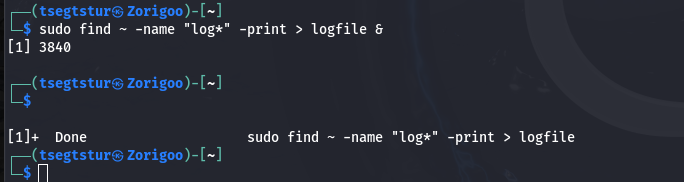 ┌──(tsegtstur㉿Zorigoo)-[~]
└─$ sudo find ~ -name "log*" -print > logfile &
[1] 3840
┌──(tsegtstur㉿Zorigoo)-[~]
└─$
[1]+  Done                    sudo find ~ -name "log*" -print > logfile
┌──(tsegtstur㉿Zorigoo)-[~]
└─$